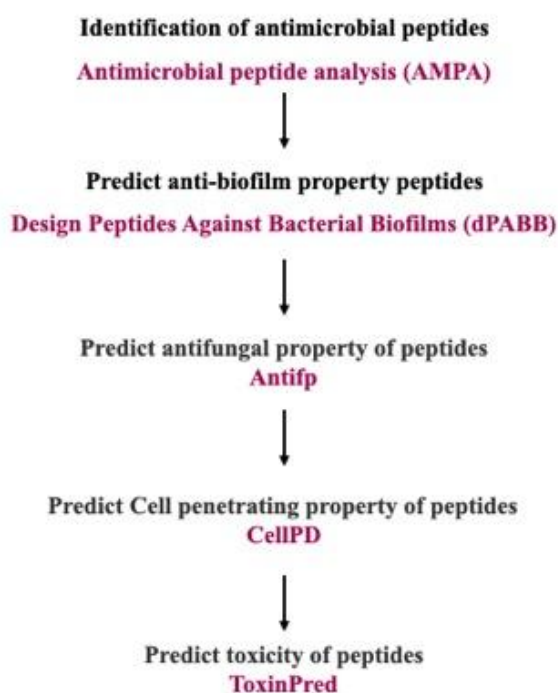 Identification of antimicrobial peptides
Antimicrobial peptide analysis (AMPA)
Predict anti-biofilm property peptides
Design Peptides Against Bacterial Biofilms (dPABB)
Predict antifungal property of peptides
Antifp
Predict Cell penetrating property of peptides
CellPD
Predict toxicity of peptides
ToxinPred